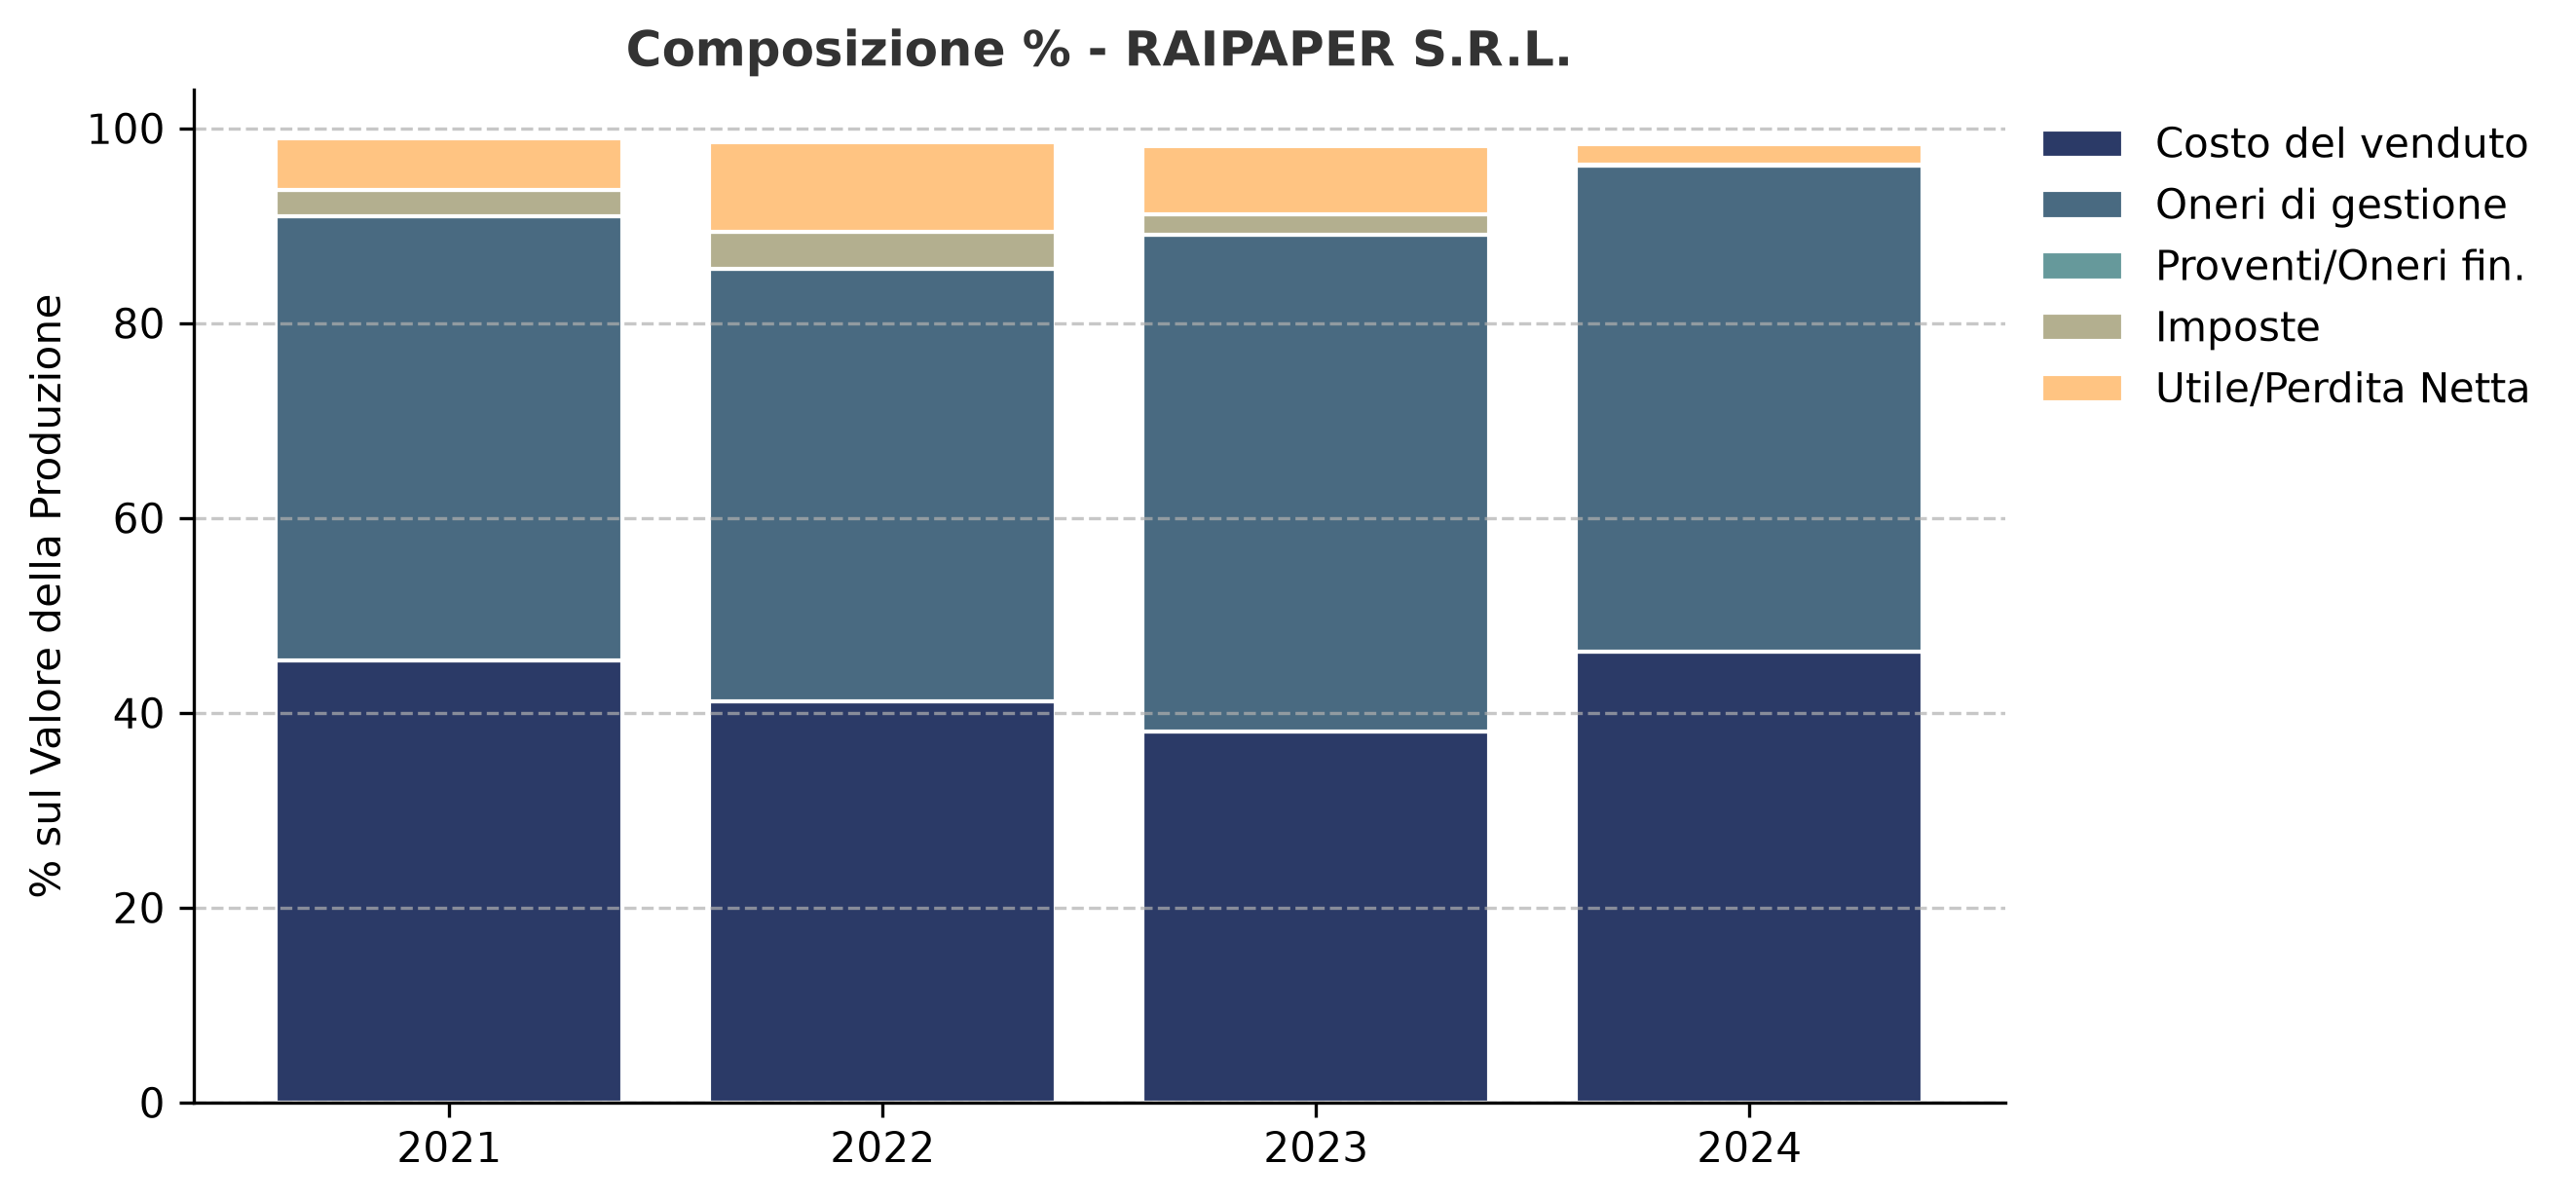 Composizione % - RAIPAPER S.R.L.
% sul Valore della Produzione
100
80
60
40
20
0
2021
2022
2023
2024
Costo del venduto
Oneri di gestione
Proventi/Oneri fin.
Imposte
Utile/Perdita Netta